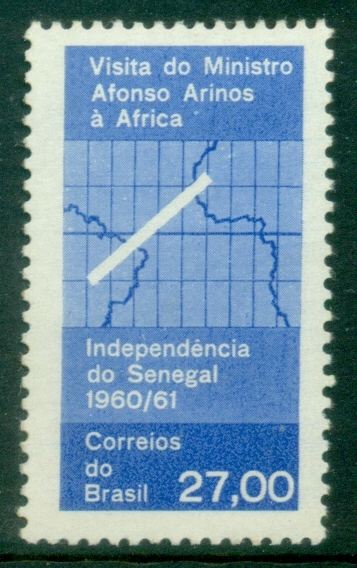 Visita do Ministro
Afonso Arinos
à Africa
Independência
do Senegal
1960/61
Correios
do
Brasil 27,00